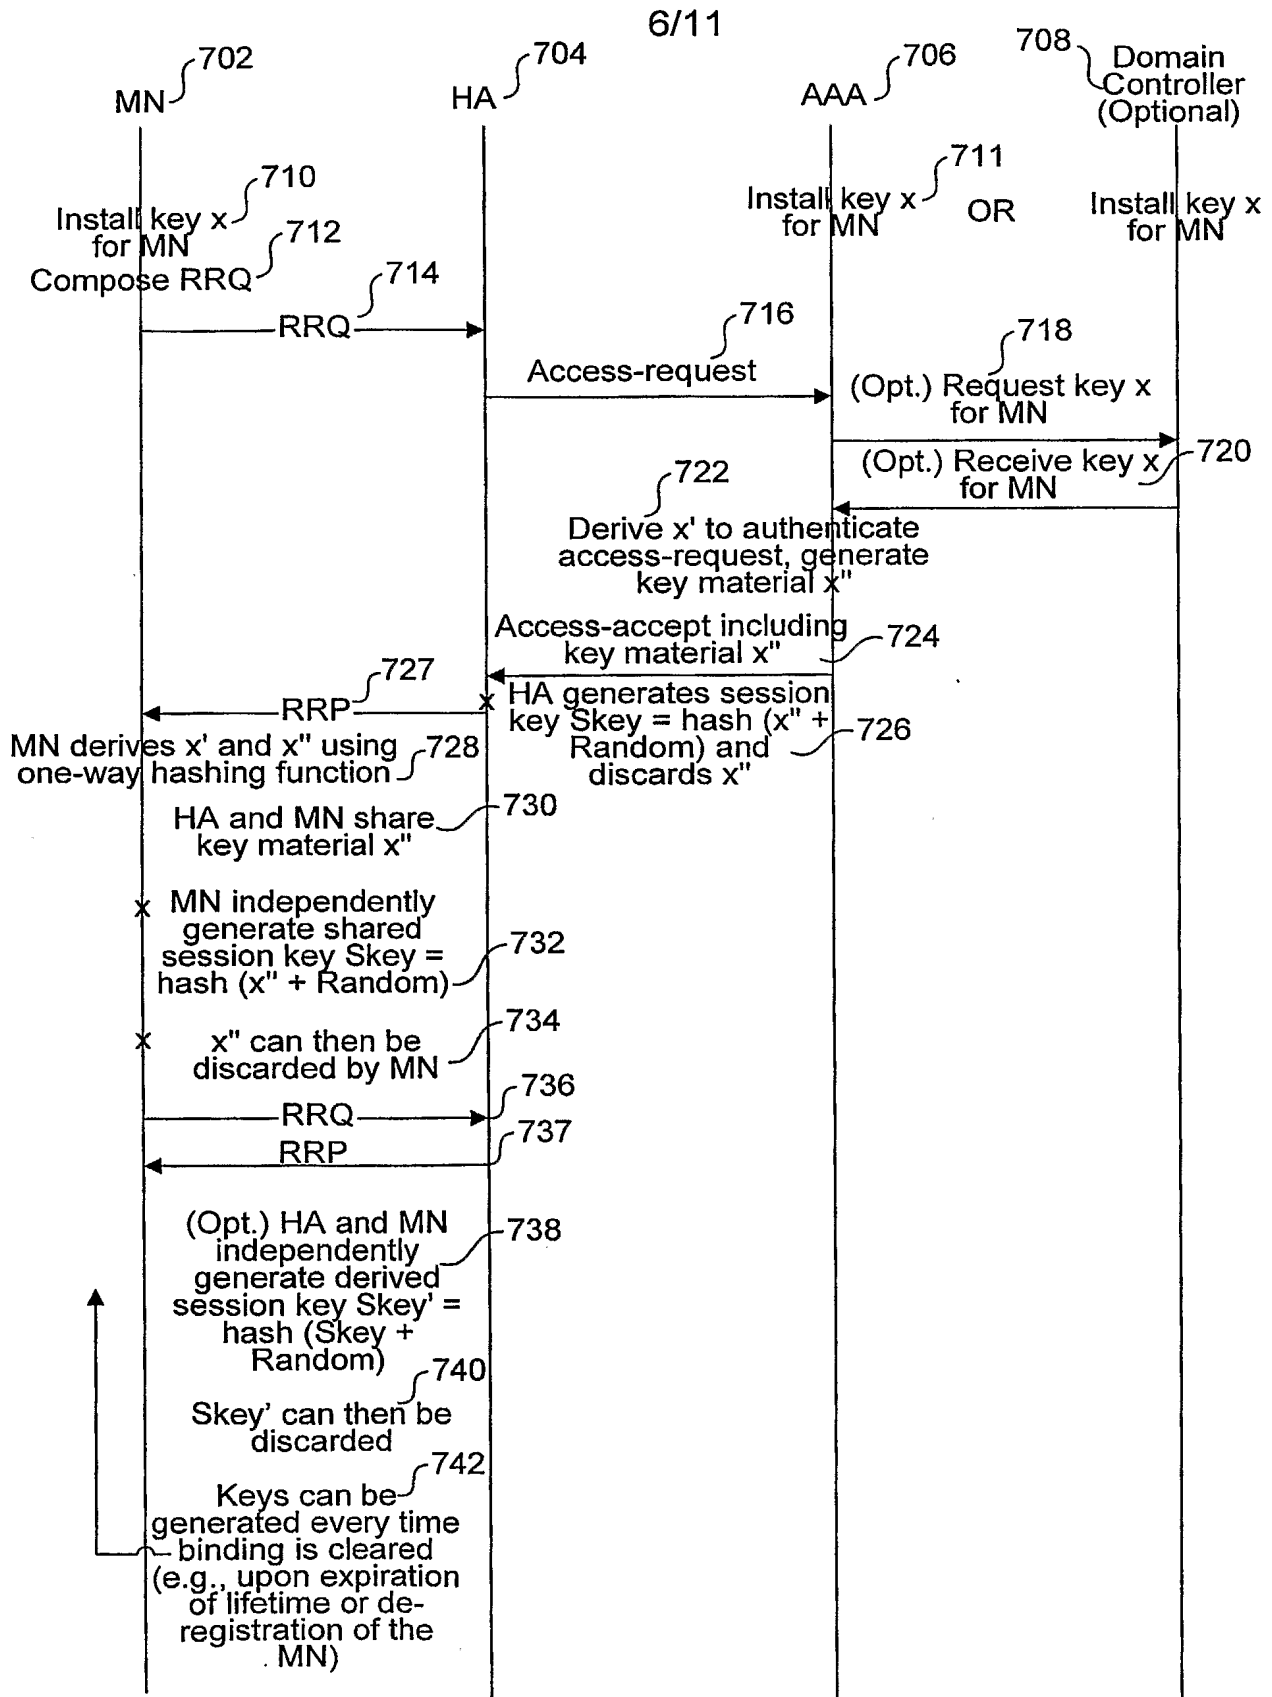 6/11
702
704
706
708
MN
HA
AAA
Domain
Controller
(Optional)
710
Install key x
for MN
711
Install key x
for MN
OR
Install key x
for MN
712
Compose RRQ
714
RRQ
716
Access-request
718
(Opt.) Request key x
for MN
720
(Opt.) Receive key x
for MN
722
Derive x' to authenticate
access-request, generate
key material x"
Access-accept including
key material x"
724
727
RRP
x
HA generates session
key Skey = hash (x" +
Random) and
discards x"
726
MN derives x' and x" using
one-way hashing function
728
730
HA and MN share
key material x"
x
MN independently
generate shared
session key Skey =
hash (x" + Random)
732
734
x
x" can then be
discarded by MN
736
RRQ
737
RRP
(Opt.) HA and MN
independently
generate derived
session key Skey' =
hash (Skey +
Random)
738
740
Skey' can then be
discarded
742
Keys can be
generated every time
binding is cleared
(e.g., upon expiration
of lifetime or de-
registration of the
MN)